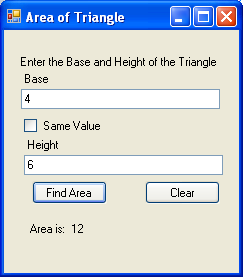 Area of Triangle
Enter the Base and Height of the Triangle
Base
4
Same Value
Height
6
Find Area Clear
Area is: 12